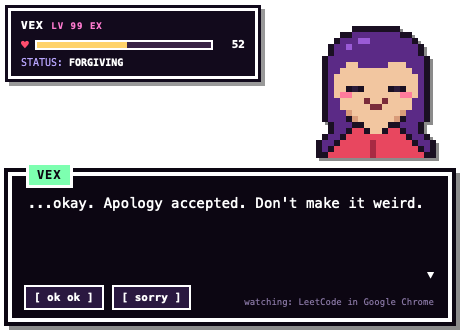 VEX LV 99 EX
52
STATUS: FORGIVING
VEX
...okay. Apology accepted. Don't make it weird.
[ ok ok ] [ sorry ] watching: LeetCode in Google Chrome